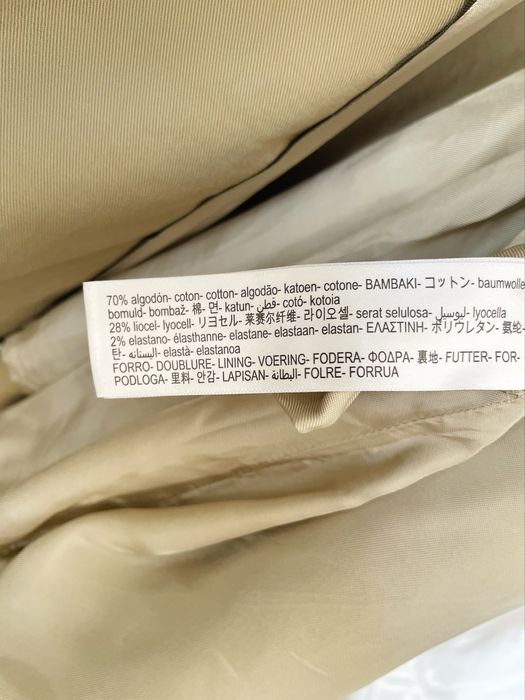 70% algodón- coton- cotton- algodão- katoen- cotone- BAMBAKI- コットン- baumwolle
bomuld- bombaž- 棉- 면- katun- قطن- cotó- kotoia
28% liocel- lyocell- リヨセル- 莱赛尔纤维- 라이오셀- serat selulosa- ليوسيل- lyocella
2% elastano- élasthanne- elastane- elastaan- elastan- ΕΛΑΣΤΙΝΗ- ポリウレタン- 氨纶-
탄- البستانه- elastà- elastanoa
FORRO- DOUBLURE- LINING- VOERING- FODERA- ΦΟΔΡΑ- 裏地- FUTTER- FOR-
PODLOGA- 里料- 안감- LAPISAN- البطانة- FOLRE- FORRUA